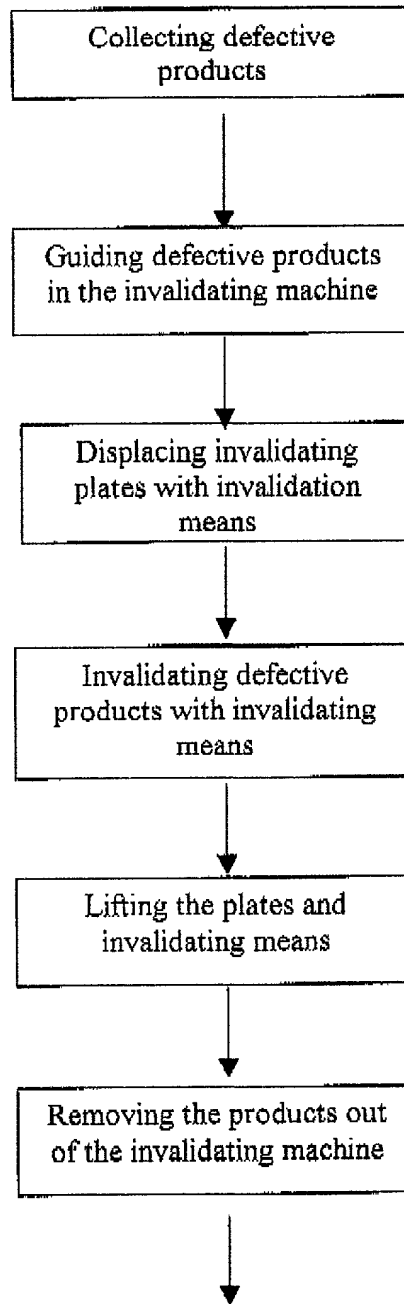 Collecting defective
products
Guiding defective products
in the invalidating machine
Displacing invalidating
plates with invalidation
means
Invalidating defective
products with invalidating
means
Lifting the plates and
invalidating means
Removing the products out
of the invalidating machine